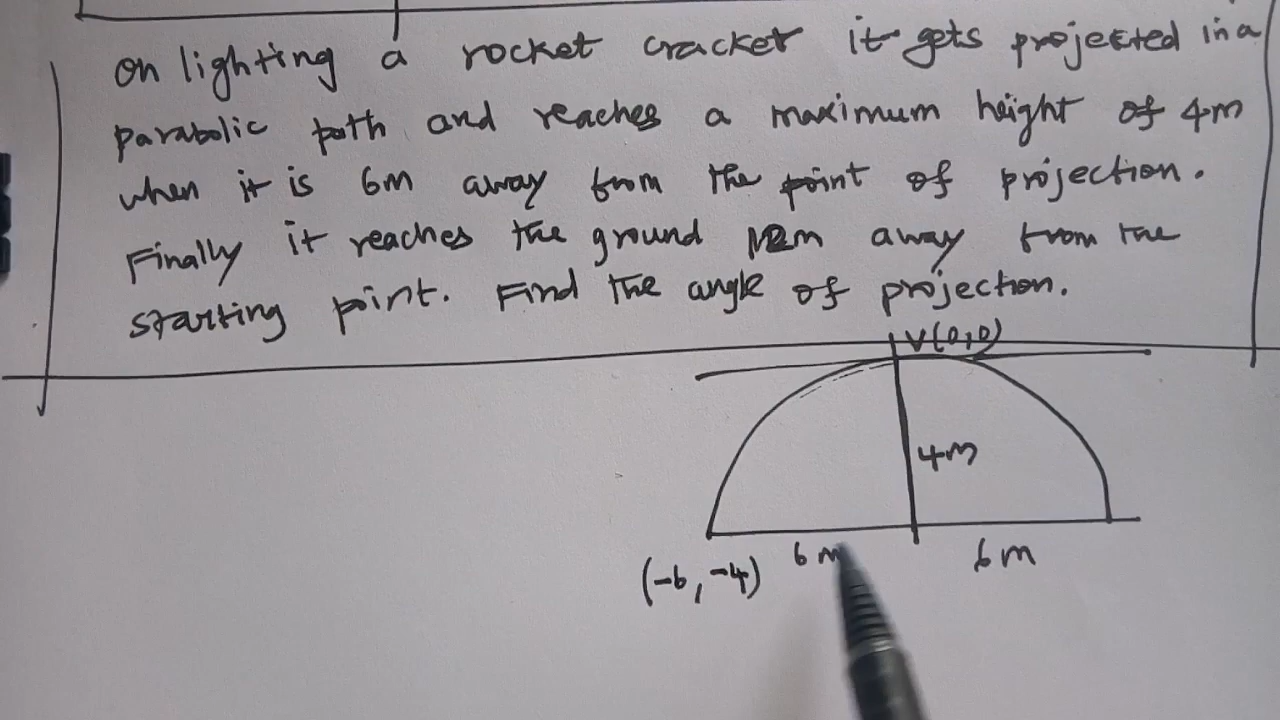 on lighting a rocket cracket it gets projected in a
parabolic path and reaches a maximum height of 4m
when it is 6m away from the point of projection.
Finally it reaches the ground 12m away from the
starting point. Find the angle of projection.
V(0,0)
4m
6m 6m
(-6,-4)